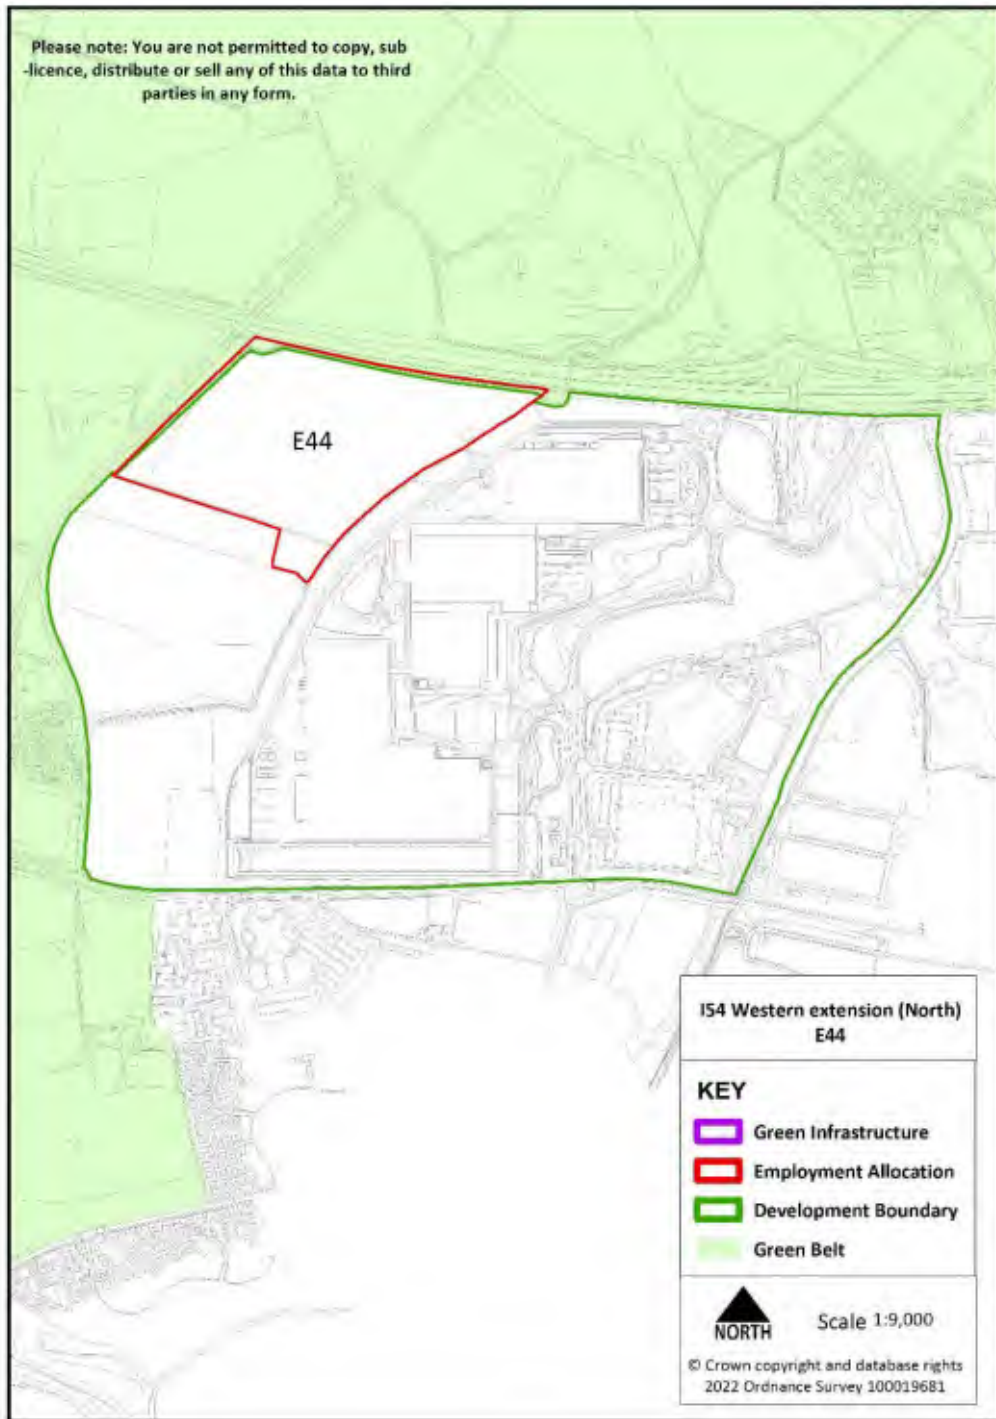 Please note: You are not permitted to copy, sub
-licence, distribute or sell any of this data to third
parties in any form.
E44
I54 Western extension (North)
E44
KEY
Green Infrastructure
Employment Allocation
Development Boundary
Green Belt
NORTH
Scale 1:9,000
© Crown copyright and database rights
2022 Ordnance Survey 100019681